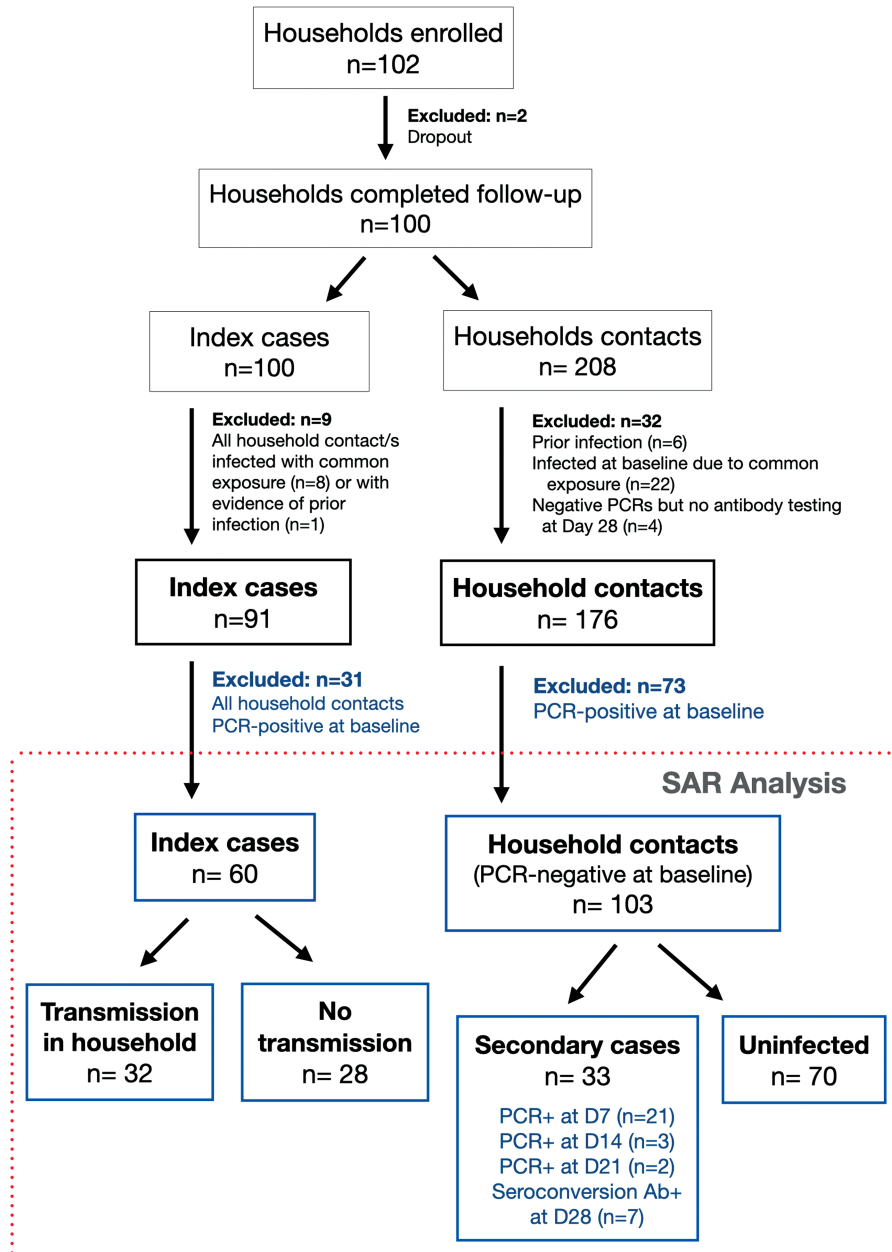 Households enrolled
n=102
Excluded: n=2
Dropout
Households completed follow-up
n=100
Index cases
n=100
Households contacts
n= 208
Excluded: n=9
All household contact/s
infected with common
exposure (n=8) or with
evidence of prior
infection (n=1)
Excluded: n=32
Prior infection (n=6)
Infected at baseline due to common
exposure (n=22)
Negative PCRs but no antibody testing
at Day 28 (n=4)
Index cases
n=91
Household contacts
n= 176
Excluded: n=31
All household contacts
PCR-positive at baseline
Excluded: n=73
PCR-positive at baseline
SAR Analysis
Index cases
n= 60
Household contacts
(PCR-negative at baseline)
n= 103
Transmission
in household
n= 32
No
transmission
n= 28
Secondary cases
n= 33
PCR+ at D7 (n=21)
PCR+ at D14 (n=3)
PCR+ at D21 (n=2)
Seroconversion Ab+
at D28 (n=7)
Uninfected
n= 70